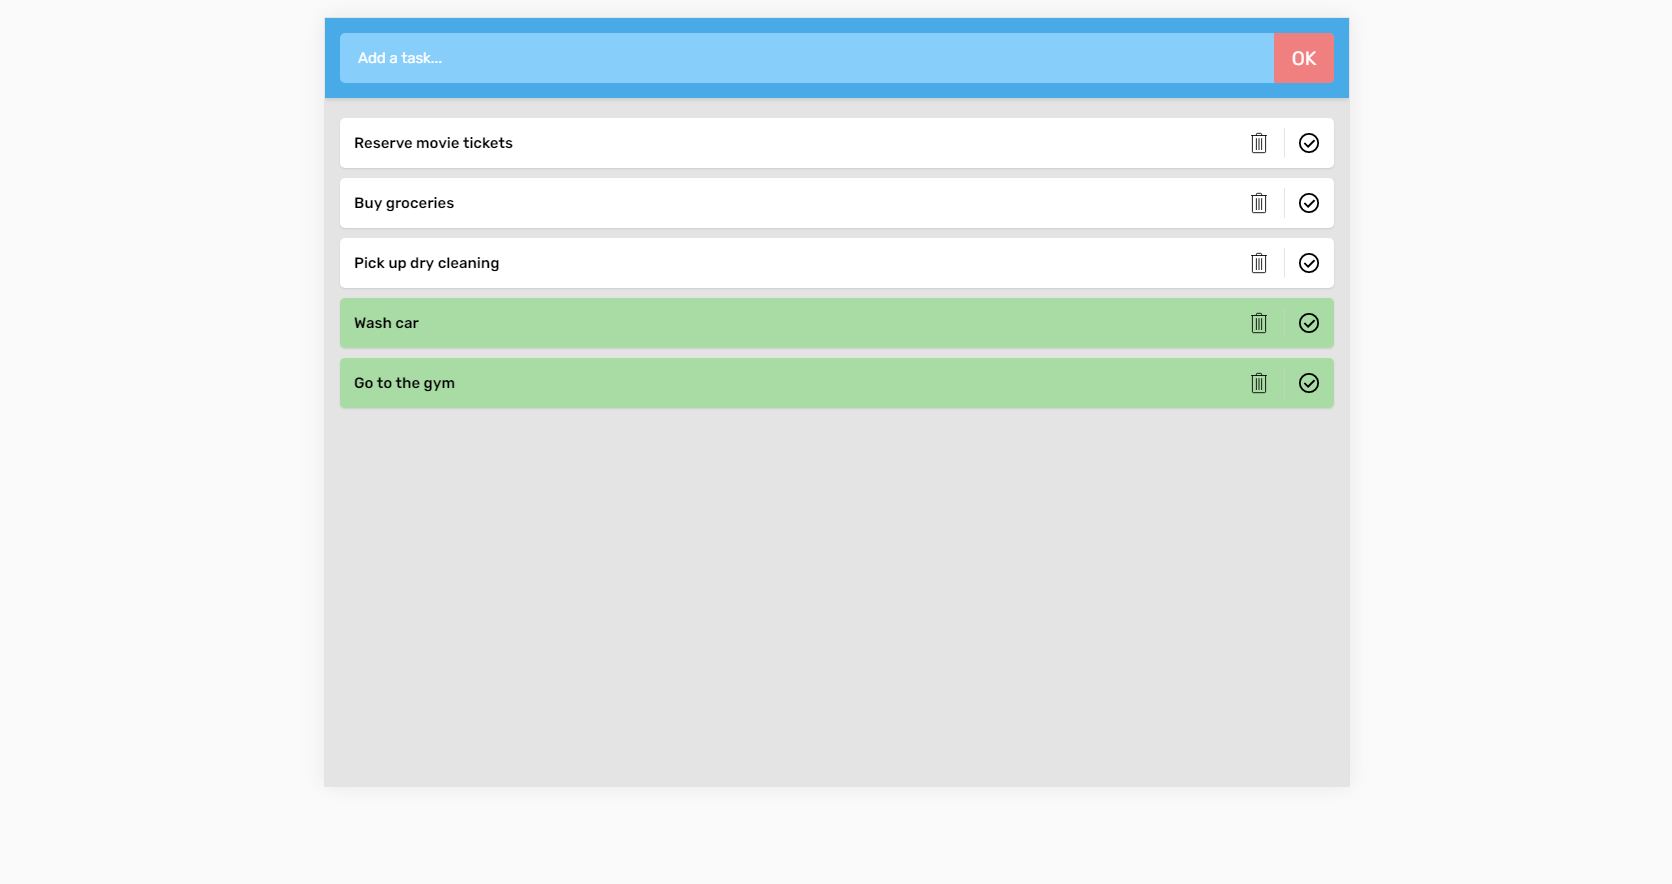 Add a task...
OK
Reserve movie tickets
Buy groceries
Pick up dry cleaning
Wash car
Go to the gym